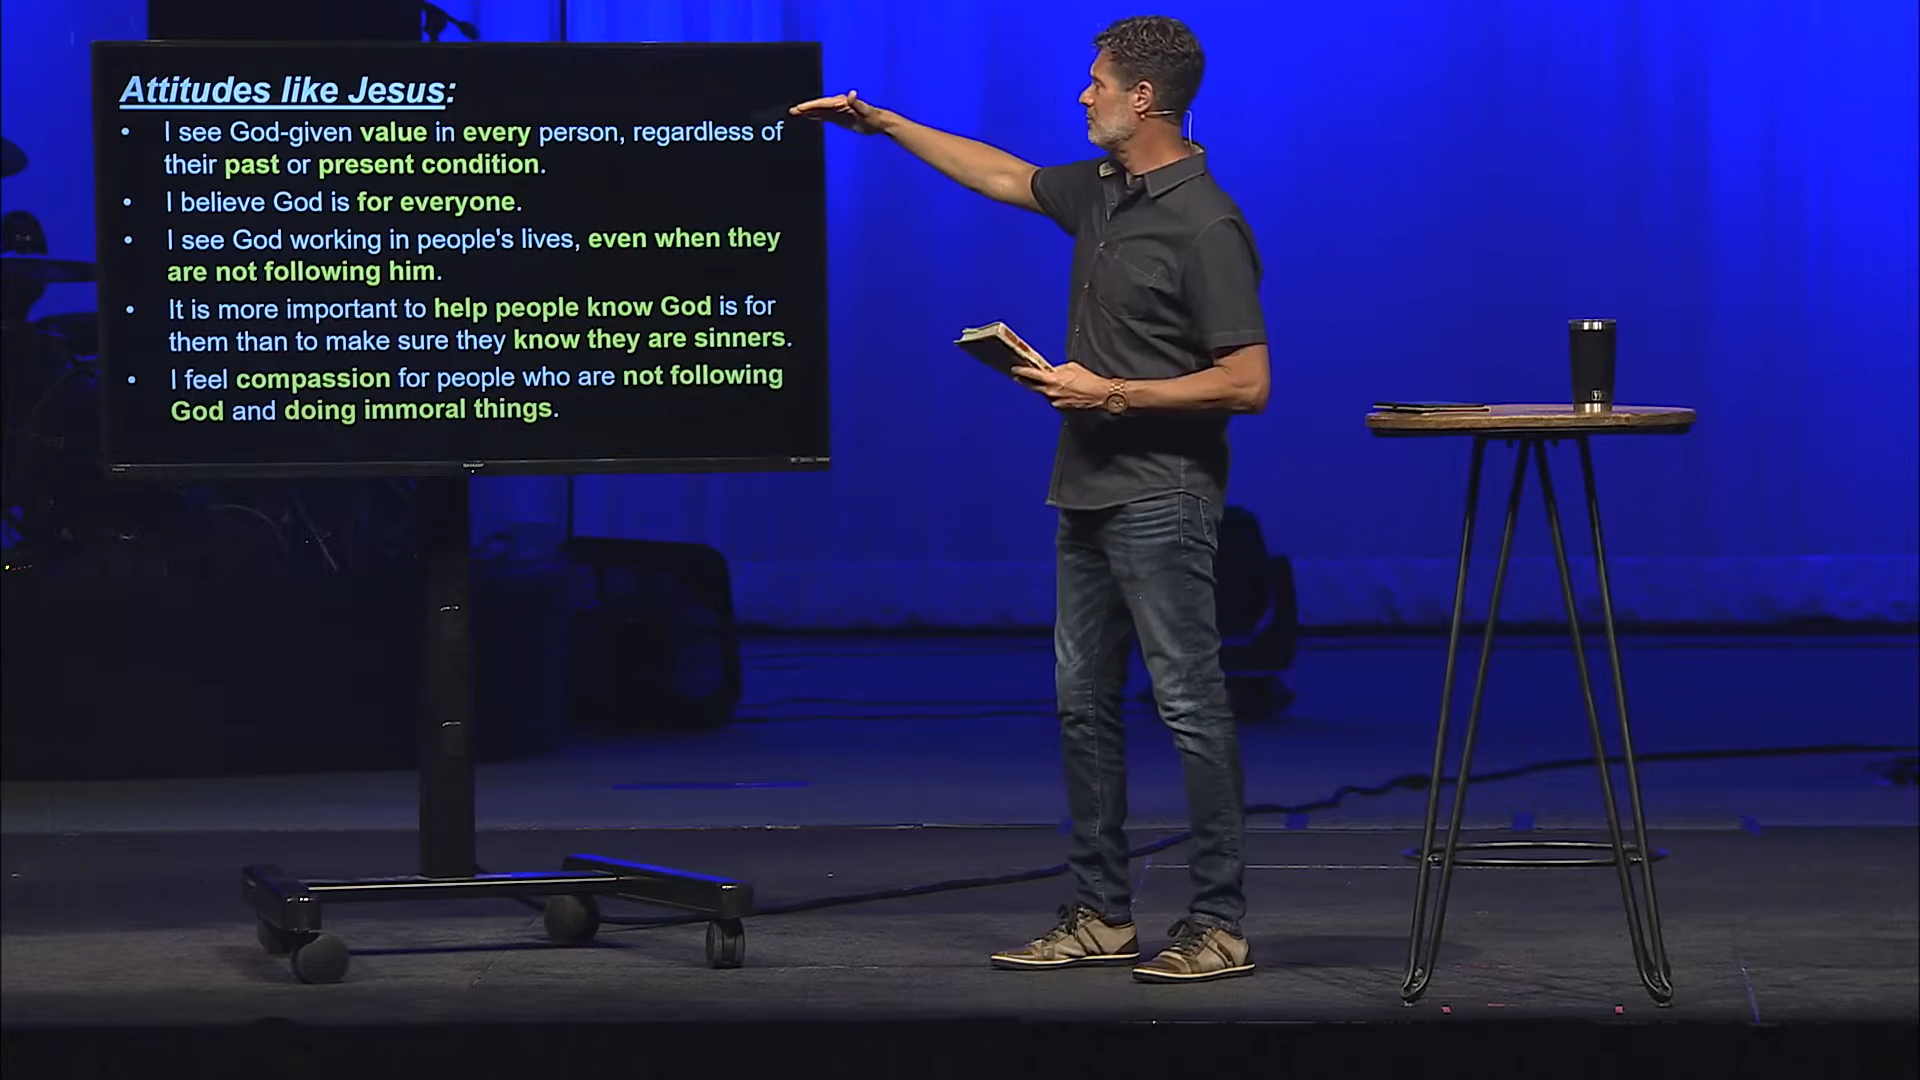 Attitudes like Jesus:
• I see God-given value in every person, regardless of
their past or present condition.
• I believe God is for everyone.
• I see God working in people's lives, even when they
are not following him.
• It is more important to help people know God is for
them than to make sure they know they are sinners.
• I feel compassion for people who are not following
God and doing immoral things.